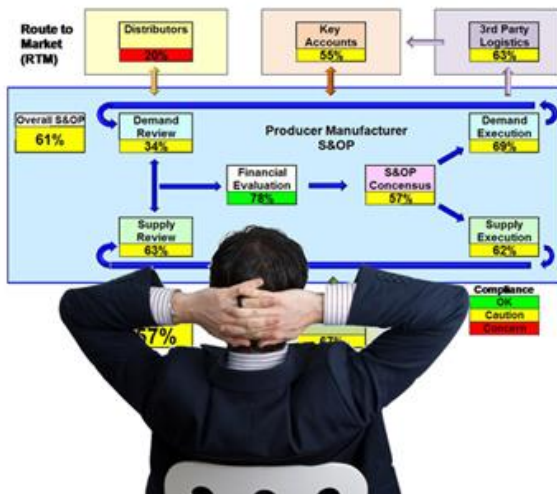 Route to
Market
(RTM)
Distributors
20%
Key
Accounts
55%
3rd Party
Logistics
63%
Overall S&OP
61%
Demand
Review
34%
Producer Manufacturer
S&OP
Demand
Execution
69%
Financial
Evaluation
78%
S&OP
Concensus
57%
Supply
Review
63%
Supply
Execution
62%
67%
67%
Compliance
OK
Caution
Concern